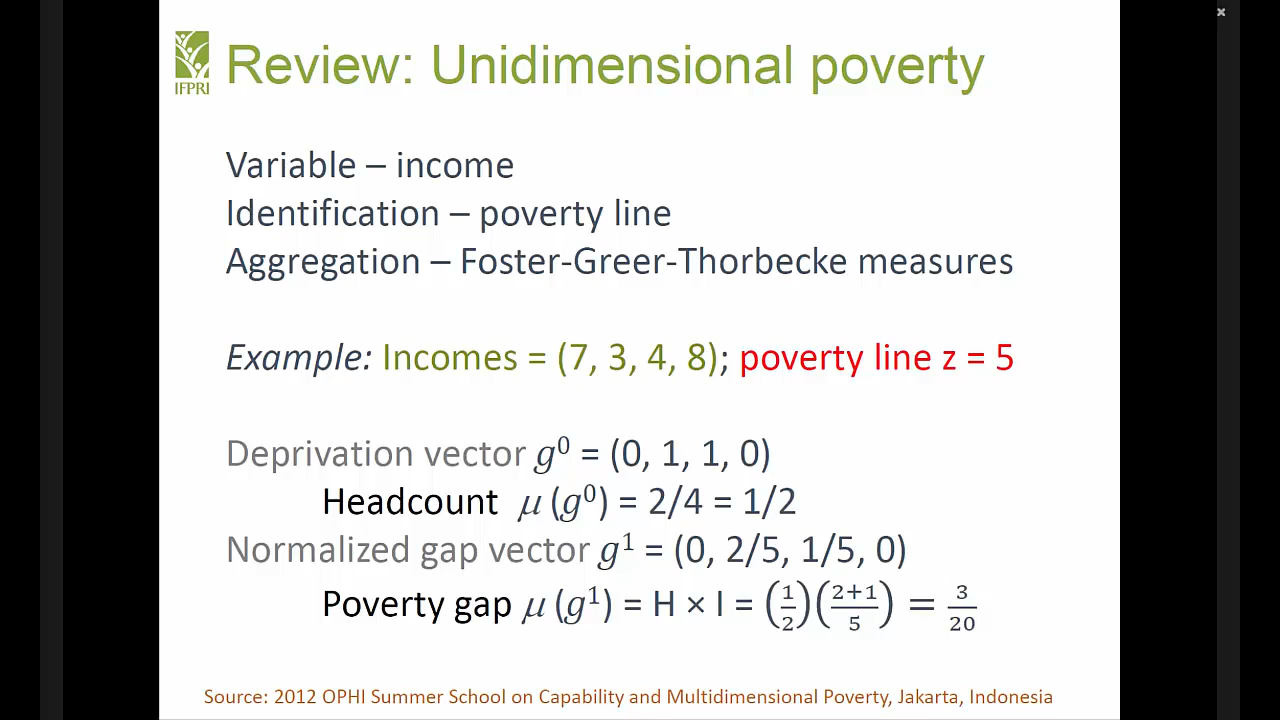 IFPRI
Review: Unidimensional poverty
Variable – income
Identification – poverty line
Aggregation – Foster-Greer-Thorbecke measures
Example: Incomes = (7, 3, 4, 8); poverty line z = 5
Deprivation vector g⁰ = (0, 1, 1, 0)
Headcount μ (g⁰) = 2/4 = 1/2
Normalized gap vector g¹ = (0, 2/5, 1/5, 0)
Poverty gap μ (g¹) = H × I = (1/2)((2+1)/5) = 3/20
Source: 2012 OPHI Summer School on Capability and Multidimensional Poverty, Jakarta, Indonesia